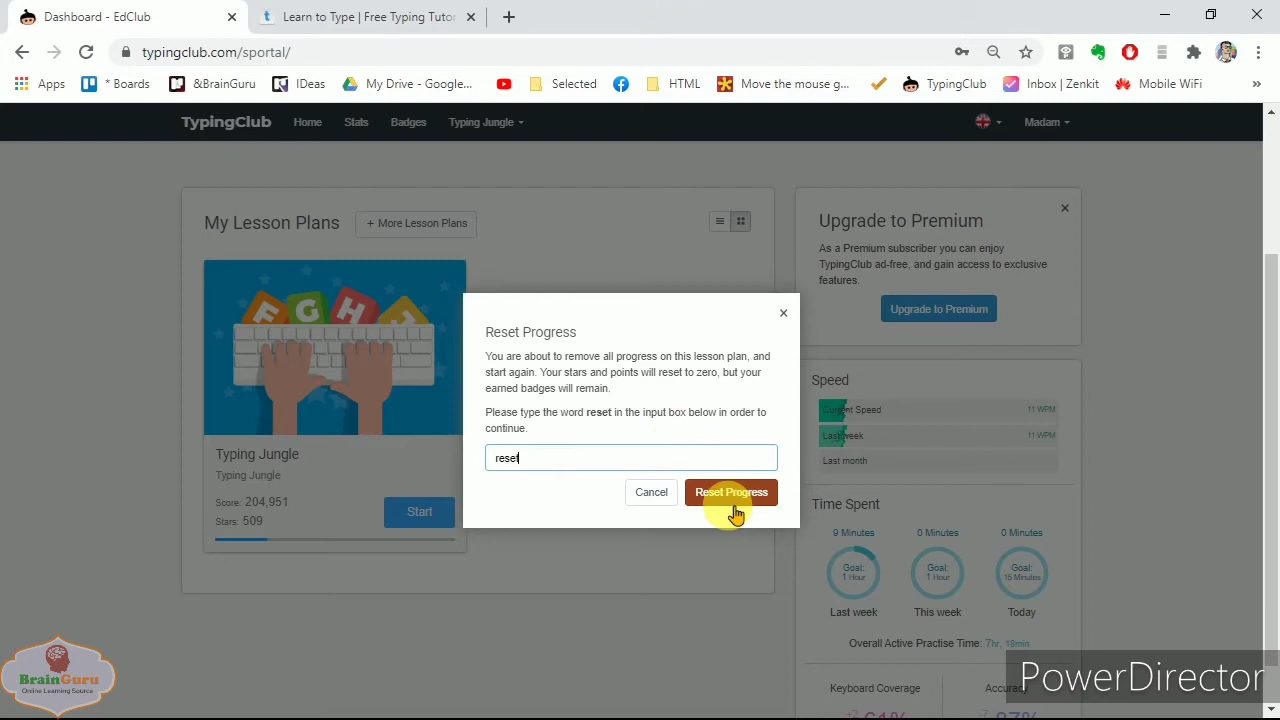 Dashboard - EdClub
Learn to Type | Free Typing Tutor
typingclub.com/sportal/
Apps
* Boards
&BrainGuru
IDeas
My Drive - Google...
Selected
HTML
Move the mouse g...
TypingClub
Inbox | Zenkit
Mobile WiFi
»
TypingClub
Home
Stats
Badges
Typing Jungle
Madam
My Lesson Plans
+ More Lesson Plans
F G H J
Typing Jungle
Typing Jungle
Score: 204,951
Stars: 509
Start
Reset Progress
You are about to remove all progress on this lesson plan, and
start again. Your stars and points will reset to zero, but your
earned badges will remain.
Please type the word reset in the input box below in order to
continue.
reset
Cancel
Reset Progress
Upgrade to Premium
As a Premium subscriber you can enjoy
TypingClub ad-free, and gain access to exclusive
features.
Upgrade to Premium
Speed
Current Speed 11 WPM
Last week 11 WPM
Last month
Time Spent
9 Minutes
0 Minutes
0 Minutes
Goal:
1 Hour
Goal:
1 Hour
Goal:
15 Minutes
Last week
This week
Today
Overall Active Practise Time: 7hr, 18min
Keyboard Coverage
BrainGuru
Online Learning Source
PowerDirector